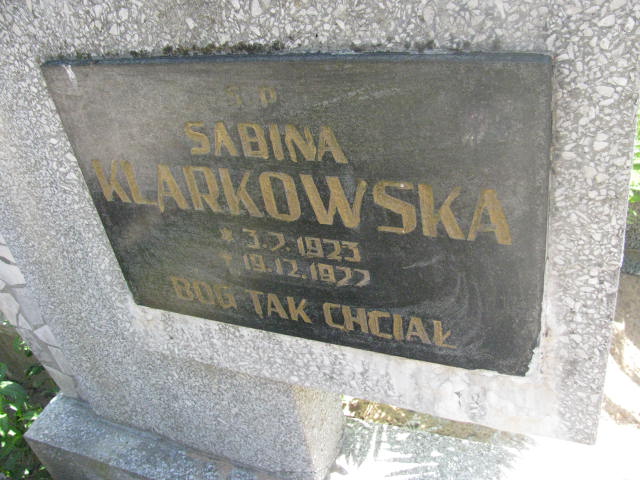 Ś P
SABINA
KLARKOWSKA
* 3.7.1923
† 19.12.1977
BÓG TAK CHCIAŁ